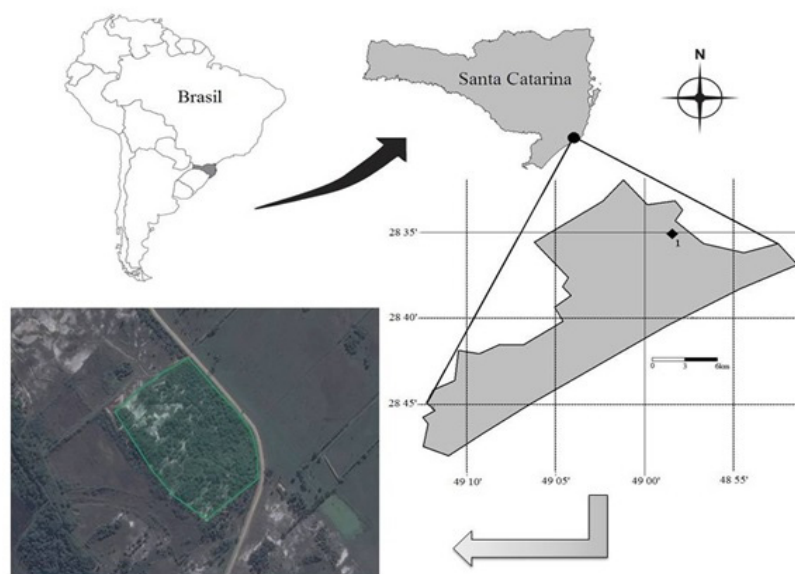 Brasil
Santa Catarina
N
28 35'
1
28 40'
0 3 6km
28 45'
49 10' 49 05' 49 00' 48 55'